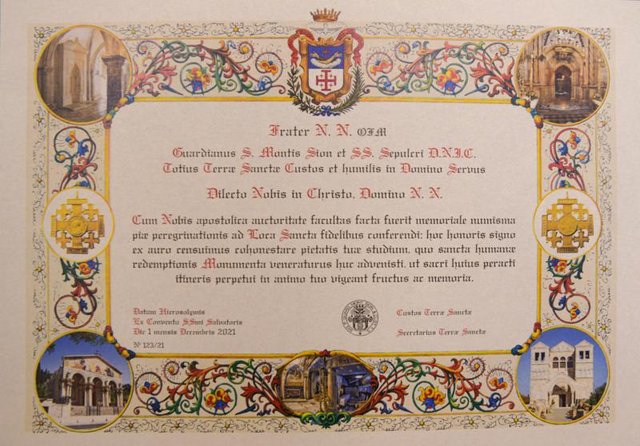 Frater N. N. OFM
Guardianus S. Montis Sion et SS. Sepulcri D.N.I.C.
Totius Terræ Sanctæ Custos et humilis in Domino Servus
Dilecto Nobis in Christo, Domino N. N.
Cum Nobis apostolica auctoritate facultas facta fuerit memoriale numisma
piæ peregrinationis ad Loca Sancta fidelibus conferendi: hoc honoris signo
ex auro censuimus cohonestare pietatis tuæ studium, quo sancta humanæ
redemptionis Monumenta veneraturus huc advenisti, ut sacri huius peracti
itineris perpetui in animo tuo vigeant fructus ac memoria.
Datum Hierosolymis
Ex Conventu SSmi Salvatoris
Die 1 mensis Decembris 2021
Nº 123/21
Custos Terræ Sanctæ
Secretarius Terræ Sanctæ